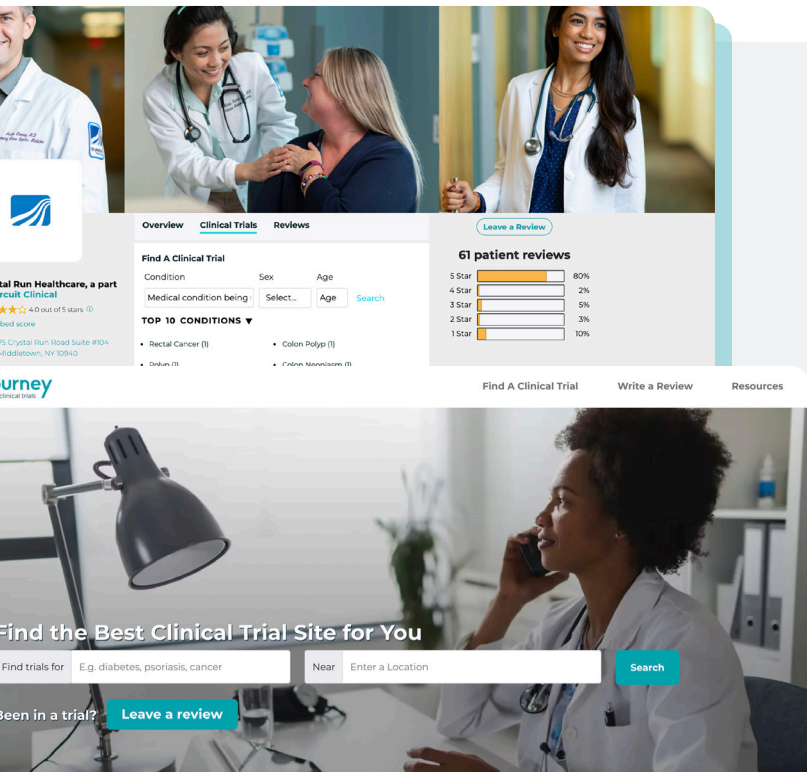 Overview Clinical Trials Reviews
Leave a Review
Find A Clinical Trial
Condition Sex Age
Medical condition being Select... Age Search
TOP 10 CONDITIONS ▼
• Rectal Cancer (1) • Colon Polyp (1)
• Polyp (1) • Colon Neoplasm (1)
61 patient reviews
5 Star 80%
4 Star 2%
3 Star 5%
2 Star 3%
1 Star 10%
tal Run Healthcare, a part
rcuit Clinical
4.0 out of 5 stars
bed score
75 Crystal Run Road Suite #104
Middletown, NY 10940
ourney
clinical trials
Find A Clinical Trial Write a Review Resources
Find the Best Clinical Trial Site for You
Find trials for E.g. diabetes, psoriasis, cancer Near Enter a Location Search
Been in a trial? Leave a review